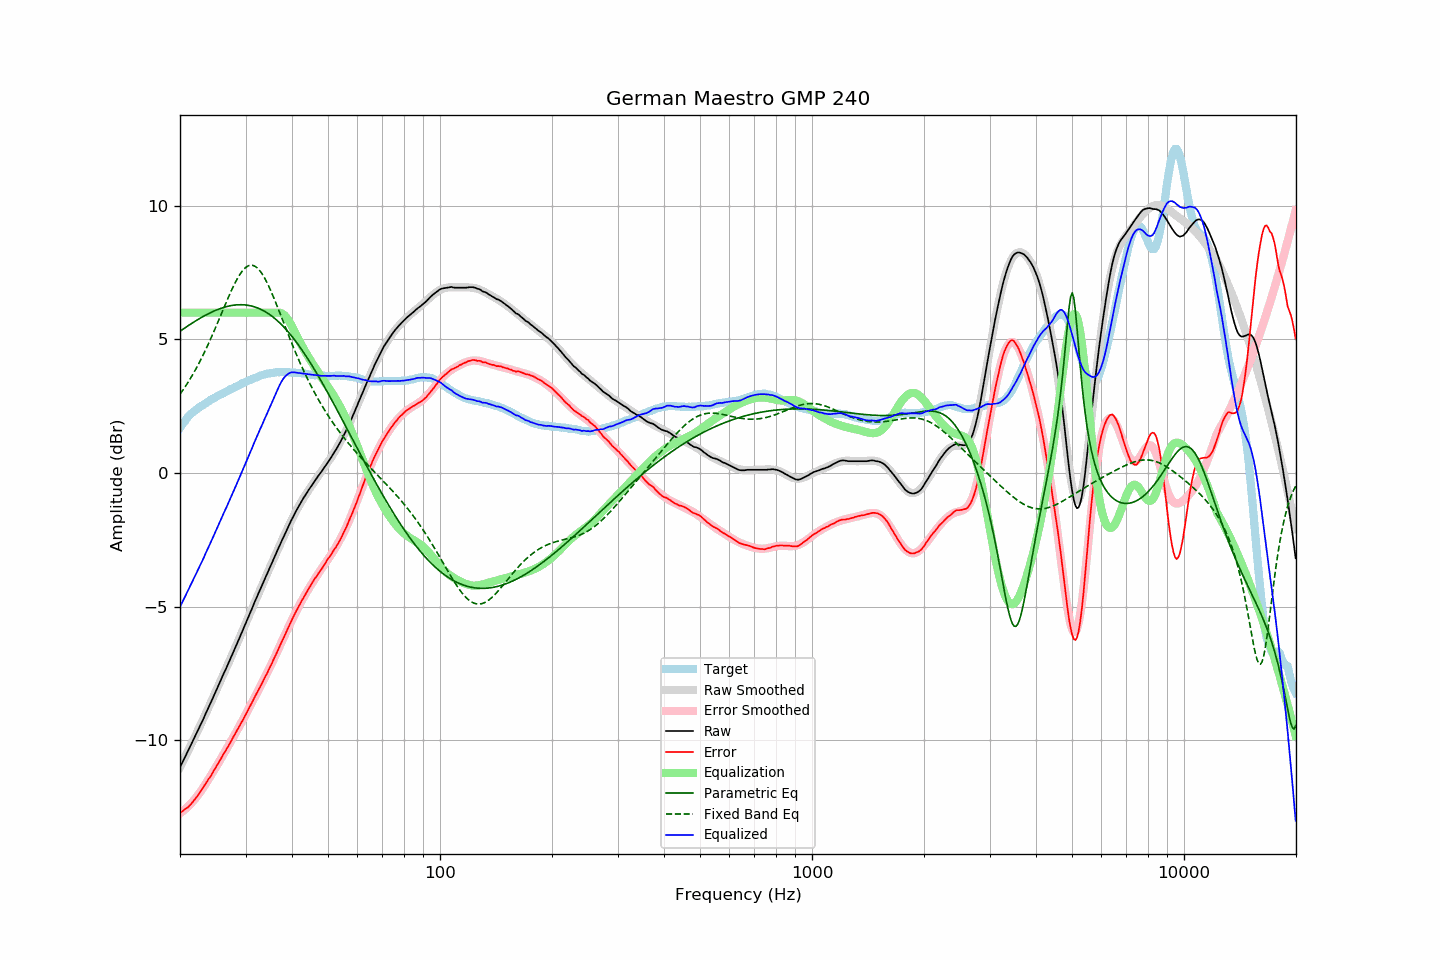 German Maestro GMP 240
Amplitude (dBr)
10
5
0
−5
−10
100
1000
10000
Frequency (Hz)
Target
Raw Smoothed
Error Smoothed
Raw
Error
Equalization
Parametric Eq
Fixed Band Eq
Equalized